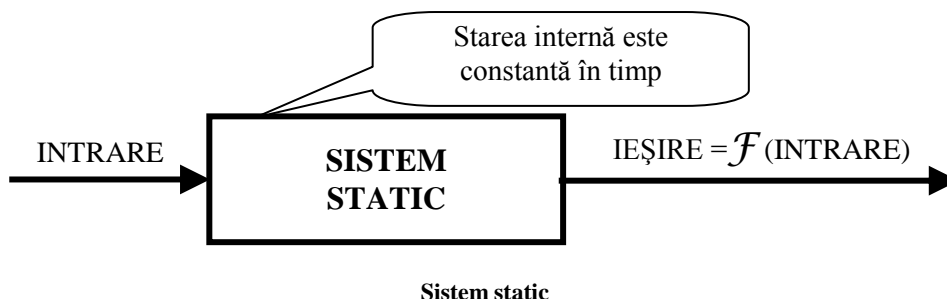 Starea internă este
constantă în timp
INTRARE
SISTEM
STATIC
IEŞIRE = ℱ(INTRARE)
Sistem static